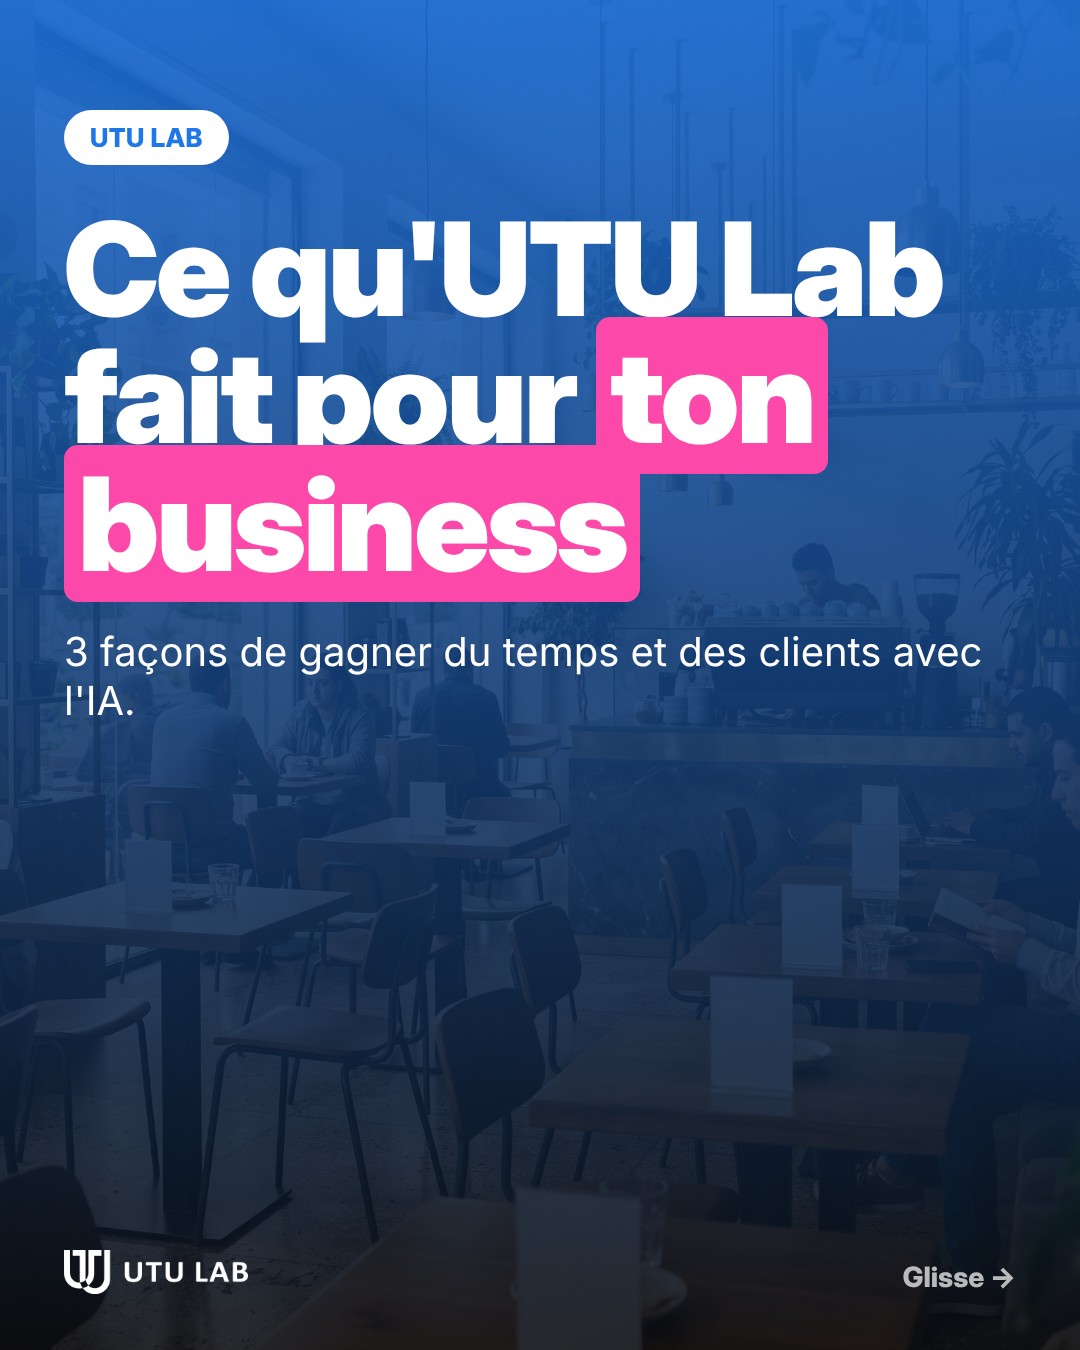 UTU LAB
Ce qu'UTU Lab
fait pour ton
business
3 façons de gagner du temps et des clients avec
l'IA.
UTU LAB
Glisse →